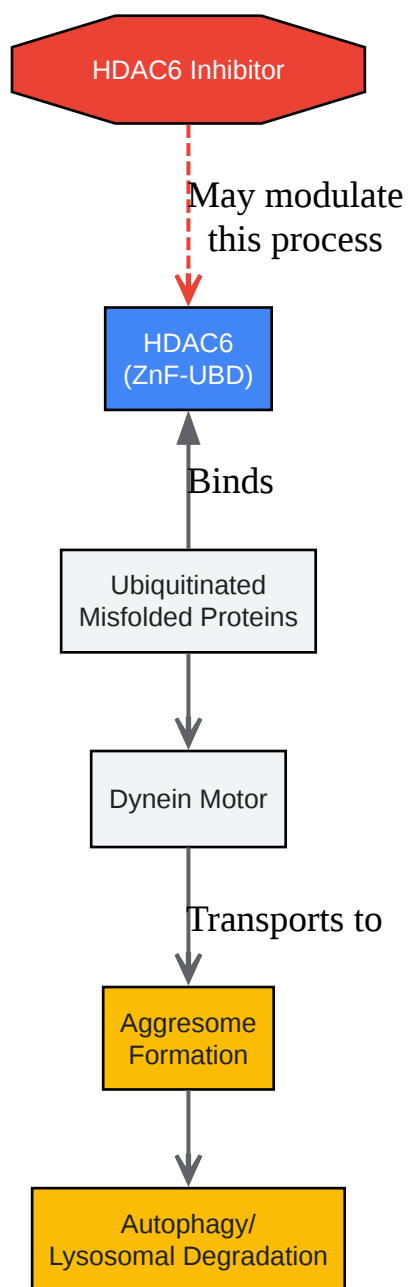 HDAC6 Inhibitor
May modulate
this process
HDAC6
(ZnF-UBD)
Binds
Ubiquitinated
Misfolded Proteins
Dynein Motor
Transports to
Aggresome
Formation
Autophagy/
Lysosomal Degradation